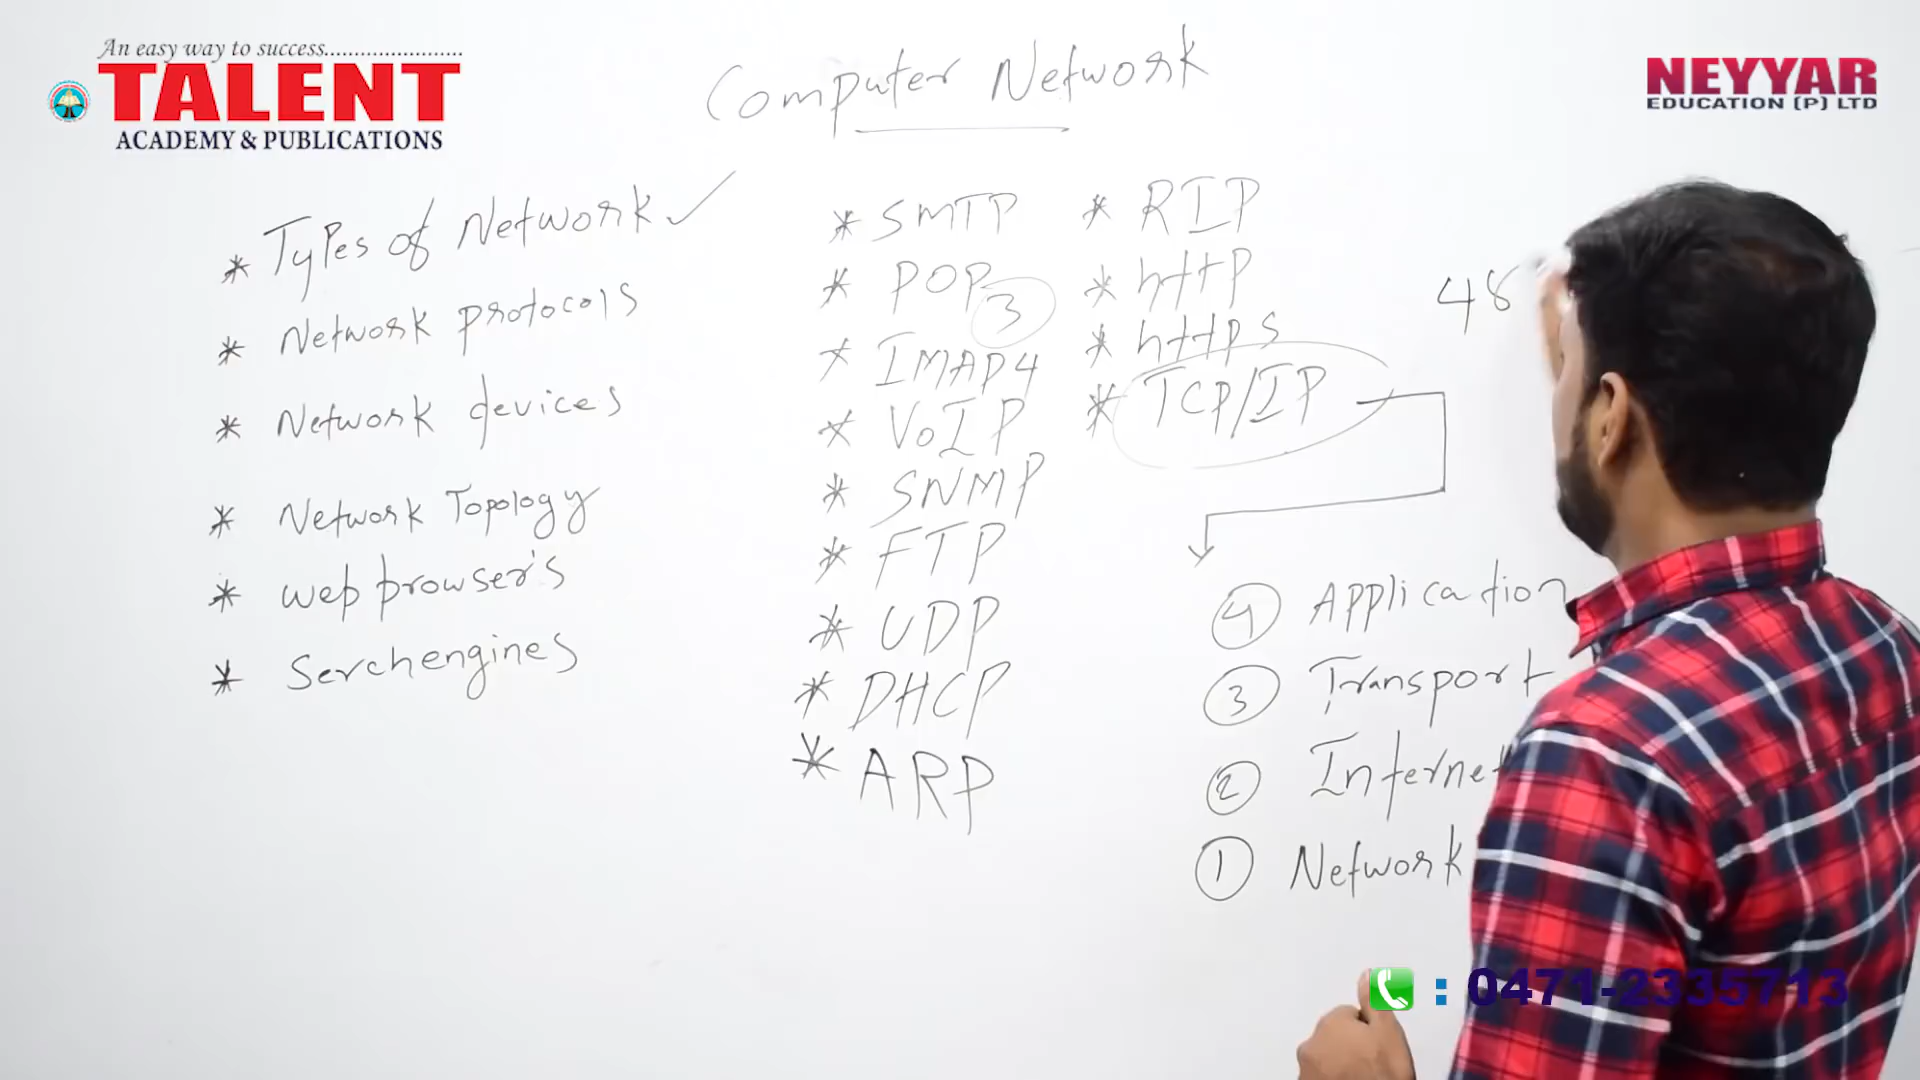 An easy way to success.......................
TALENT
ACADEMY & PUBLICATIONS
NEYYAR
EDUCATION (P) LTD
Computer Network
* Types of Network ✓
* Network protocols
* Network devices
* Network Topology
* web browser's
* Serchengines
* SMTP
* POP 3
* IMAP4
* VoIP
* SNMP
* FTP
* UDP
* DHCP
* ARP
* RIP
* http
* https
* TCP/IP
48
4 Application
3 Transport
2 Internet
1 Network
: 0471-2335713